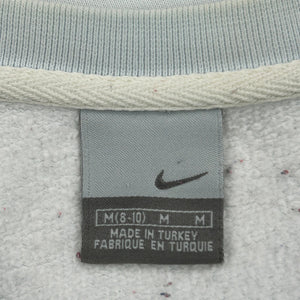 M(8-10) M M
MADE IN TURKEY
FABRIQUE EN TURQUIE